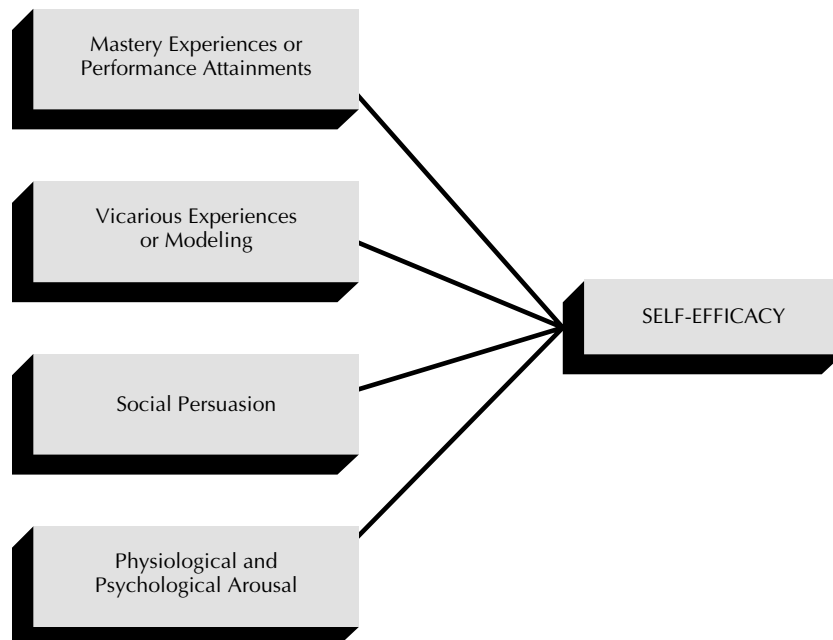 Mastery Experiences or
Performance Attainments
Vicarious Experiences
or Modeling
SELF-EFFICACY
Social Persuasion
Physiological and
Psychological Arousal